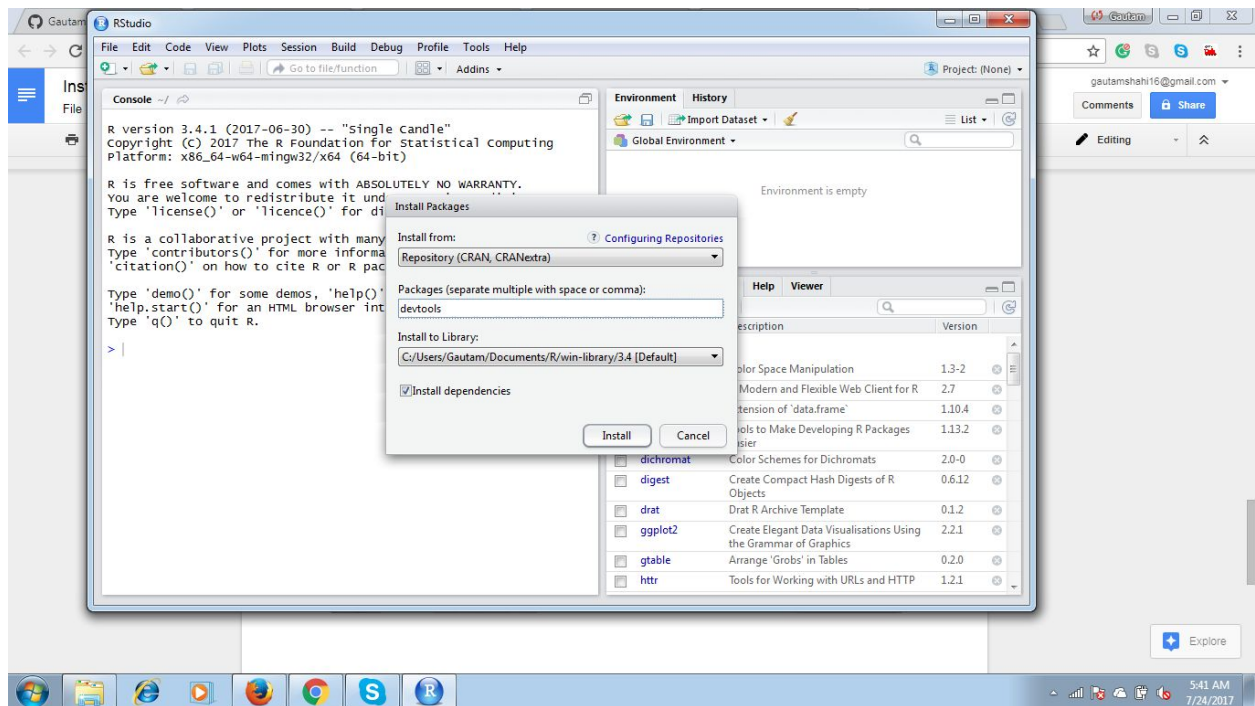 Gautam
RStudio
Gautam
File Edit Code View Plots Session Build Debug Profile Tools Help
Go to file/function
Addins
Project: (None)
gautamshahi16@gmail.com
Ins
File
Comments
Share
Editing
Console ~/
R version 3.4.1 (2017-06-30) -- "Single Candle"
Copyright (C) 2017 The R Foundation for Statistical Computing
Platform: x86_64-w64-mingw32/x64 (64-bit)
R is free software and comes with ABSOLUTELY NO WARRANTY.
You are welcome to redistribute it und
Type 'license()' or 'licence()' for di
R is a collaborative project with many
Type 'contributors()' for more informa
'citation()' on how to cite R or R pac
Type 'demo()' for some demos, 'help()'
'help.start()' for an HTML browser int
Type 'q()' to quit R.
>
Environment History
Import Dataset
List
Global Environment
Environment is empty
Install Packages
Install from:
? Configuring Repositories
Repository (CRAN, CRANextra)
Packages (separate multiple with space or comma):
devtools
Install to Library:
C:/Users/Gautam/Documents/R/win-library/3.4 [Default]
Install dependencies
Install
Cancel
Help Viewer
escription Version
olor Space Manipulation 1.3-2
Modern and Flexible Web Client for R 2.7
tension of `data.frame` 1.10.4
ools to Make Developing R Packages 1.13.2
sier
dichromat Color Schemes for Dichromats 2.0-0
digest Create Compact Hash Digests of R 0.6.12
Objects
drat Drat R Archive Template 0.1.2
ggplot2 Create Elegant Data Visualisations Using 2.2.1
the Grammar of Graphics
gtable Arrange 'Grobs' in Tables 0.2.0
httr Tools for Working with URLs and HTTP 1.2.1
Explore
5:41 AM
7/24/2017